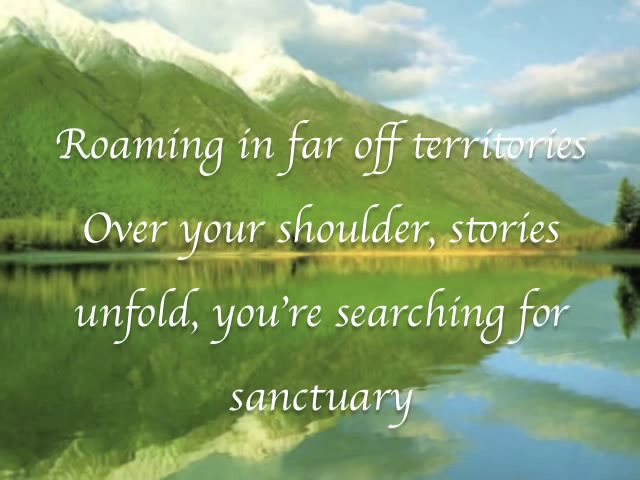 Roaming in far off territories
Over your shoulder, stories
unfold, you're searching for
sanctuary